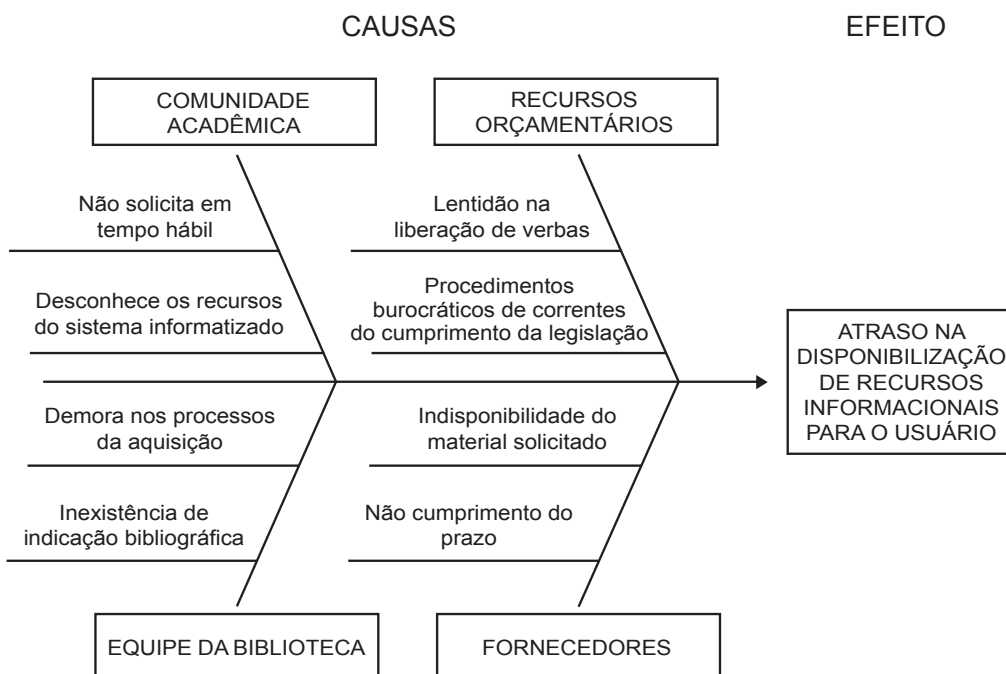 CAUSAS
EFEITO
COMUNIDADE
ACADÊMICA
RECURSOS
ORÇAMENTÁRIOS
Não solicita em
tempo hábil
Lentidão na
liberação de verbas
Desconhece os recursos
do sistema informatizado
Procedimentos
burocráticos de correntes
do cumprimento da legislação
ATRASO NA
DISPONIBILIZAÇÃO
DE RECURSOS
INFORMACIONAIS
PARA O USUÁRIO
Demora nos processos
da aquisição
Indisponibilidade do
material solicitado
Inexistência de
indicação bibliográfica
Não cumprimento do
prazo
EQUIPE DA BIBLIOTECA
FORNECEDORES